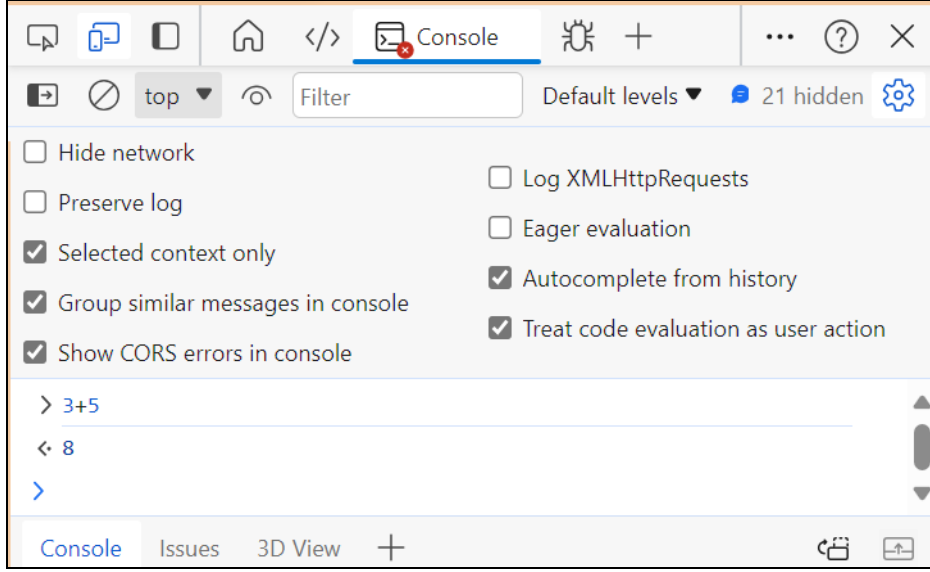 Console
top Filter Default levels 21 hidden
Hide network
Preserve log
Selected context only
Group similar messages in console
Show CORS errors in console
Log XMLHttpRequests
Eager evaluation
Autocomplete from history
Treat code evaluation as user action
3+5
8
Console Issues 3D View